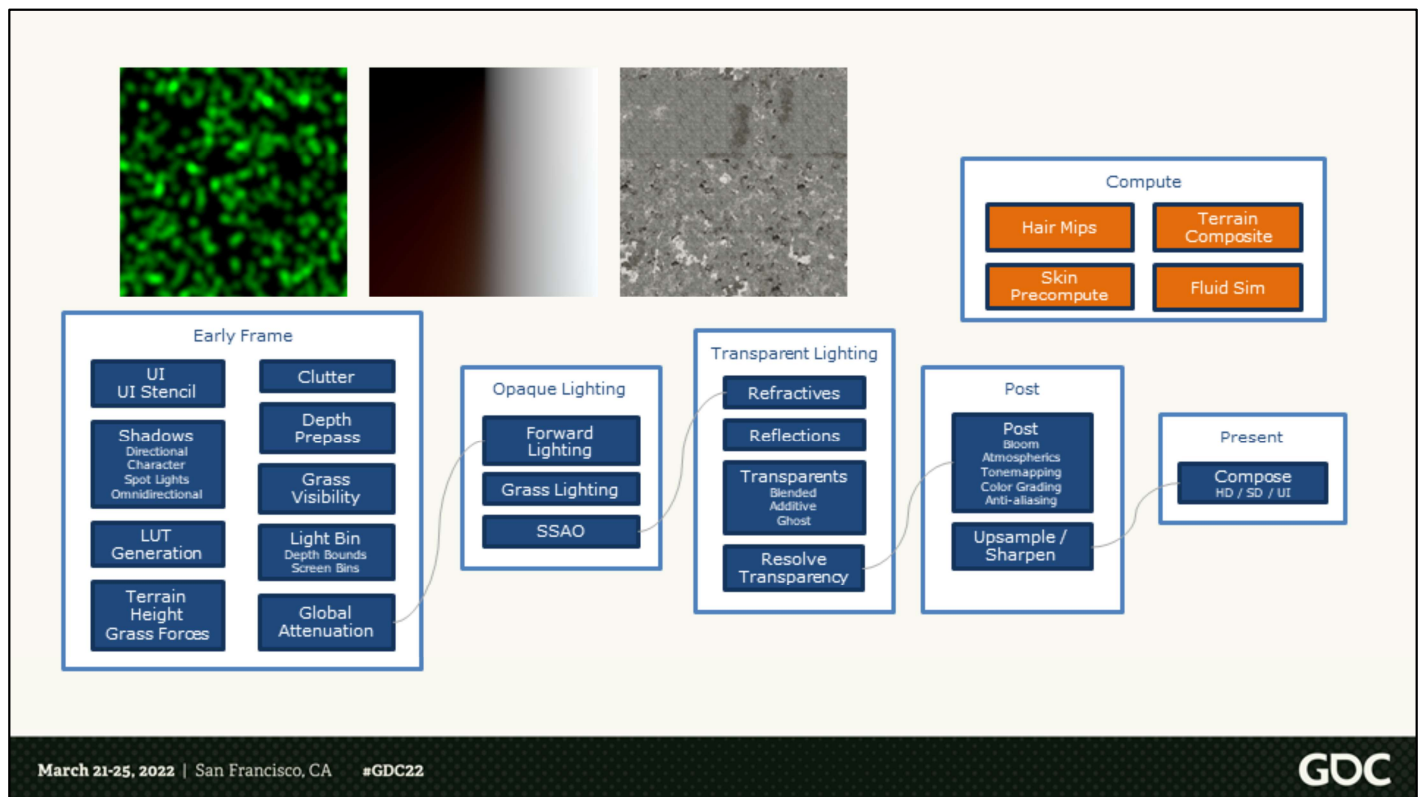 Compute
Hair Mips
Terrain
Composite
Skin
Precompute
Fluid Sim
Early Frame
UI
UI Stencil
Shadows
Directional
Character
Spot Lights
Omnidirectional
LUT
Generation
Terrain
Height
Grass Forces
Clutter
Depth
Prepass
Grass
Visibility
Light Bin
Depth Bounds
Screen Bins
Global
Attenuation
Opaque Lighting
Forward
Lighting
Grass Lighting
SSAO
Transparent Lighting
Refractives
Reflections
Transparents
Blended
Additive
Ghost
Resolve
Transparency
Post
Post
Bloom
Atmospherics
Tonemapping
Color Grading
Anti-aliasing
Upsample /
Sharpen
Present
Compose
HD / SD / UI
March 21-25, 2022 | San Francisco, CA #GDC22
GDC